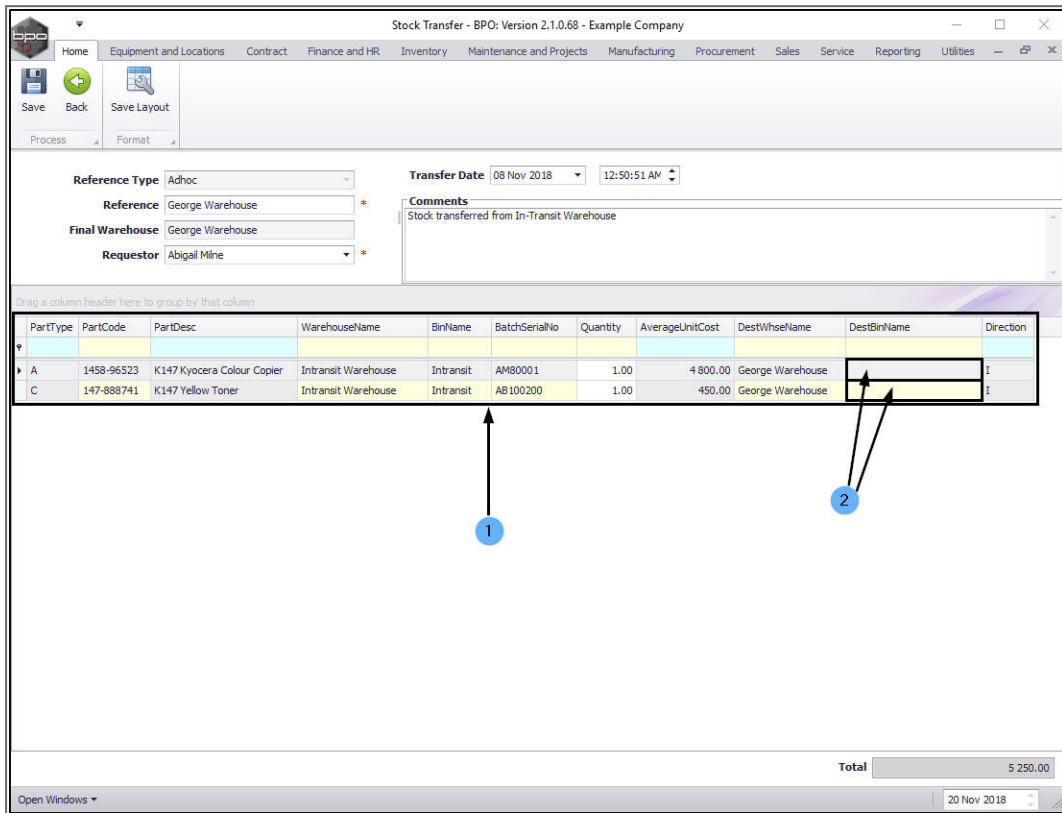 Stock Transfer - BPO: Version 2.1.0.68 - Example Company
bpo
Home Equipment and Locations Contract Finance and HR Inventory Maintenance and Projects Manufacturing Procurement Sales Service Reporting Utilities
Save Back Save Layout
Process Format
Reference Type Adhoc Transfer Date 08 Nov 2018 12:50:51 AM
Reference George Warehouse * Comments
Stock transferred from In-Transit Warehouse
Final Warehouse George Warehouse
Requestor Abigail Milne *
Drag a column header here to group by that column
PartType PartCode PartDesc WarehouseName BinName BatchSerialNo Quantity AverageUnitCost DestWhseName DestBinName Direction
A 1458-96523 K147 Kyocera Colour Copier Intransit Warehouse Intransit AM80001 1.00 4 800.00 George Warehouse I
C 147-888741 K147 Yellow Toner Intransit Warehouse Intransit AB100200 1.00 450.00 George Warehouse I
2
1
Total 5 250.00
Open Windows 20 Nov 2018